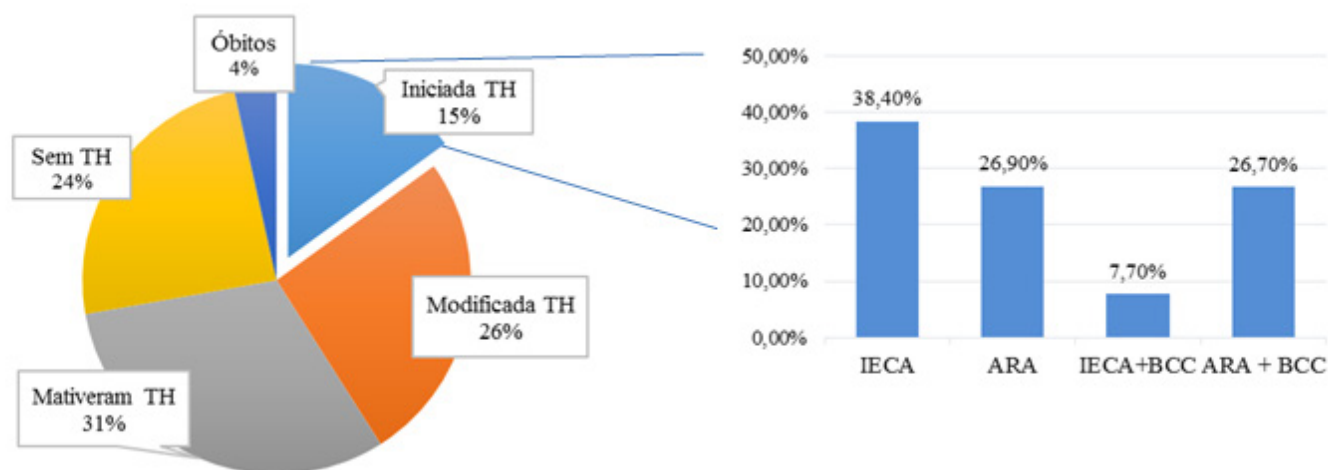 Óbitos
4%
Iniciada TH
15%
Sem TH
24%
Modificada TH
26%
Mativeram TH
31%
50,00%
40,00%
30,00%
20,00%
10,00%
0,00%
38,40%
26,90%
7,70%
26,70%
IECA
ARA
IECA+BCC
ARA + BCC